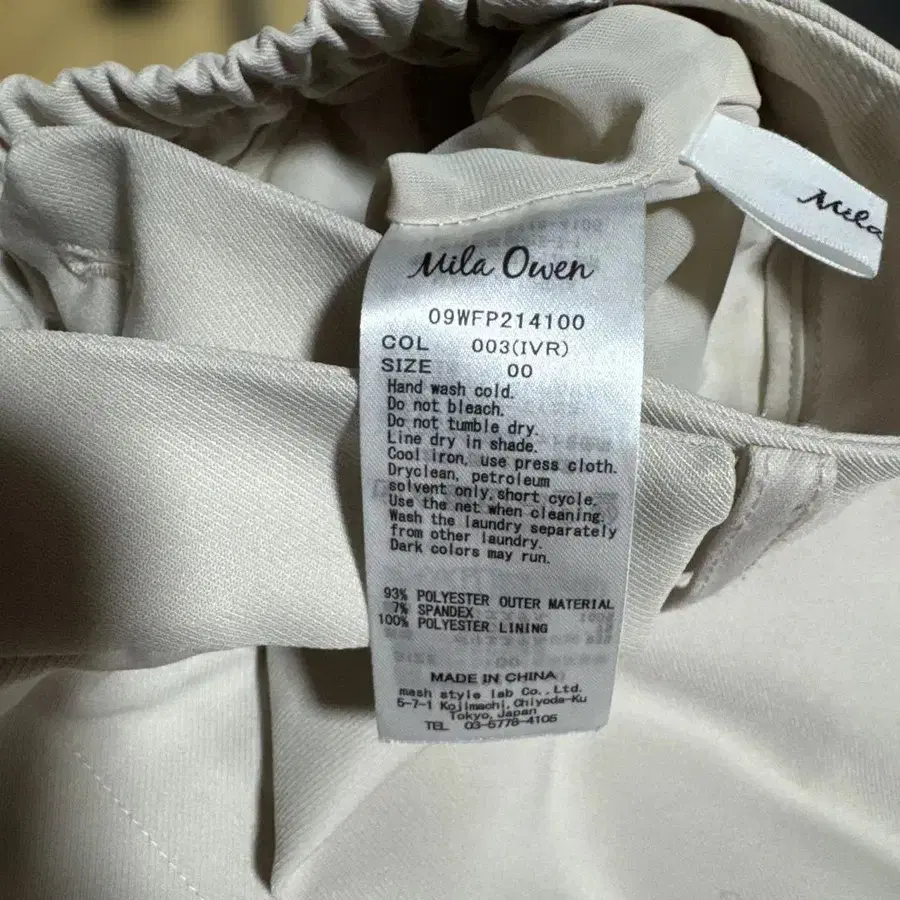 Mila
Mila Owen
09WFP214100
COL 003(IVR)
SIZE 00
Hand wash cold.
Do not bleach.
Do not tumble dry.
Line dry in shade.
Cool iron, use press cloth.
Dryclean, petroleum
solvent only, short cycle.
Use the net when cleaning.
Wash the laundry separately
from other laundry.
Dark colors may run.
93% POLYESTER OUTER MATERIAL
7% SPANDEX
100% POLYESTER LINING
MADE IN CHINA
mash style lab Co., Ltd.
5-7-1 Kojimachi, Chiyoda-Ku
Tokyo, Japan
TEL 03-5778-4106